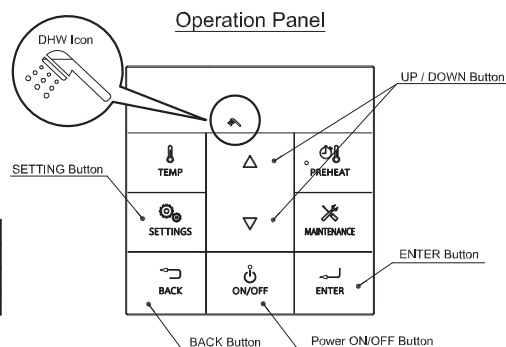 Operation Panel
DHW Icon
UP / DOWN Button
TEMP
PREHEAT
SETTING Button
SETTINGS
MAINTENANCE
ENTER Button
BACK
ON/OFF
ENTER
BACK Button
Power ON/OFF Button